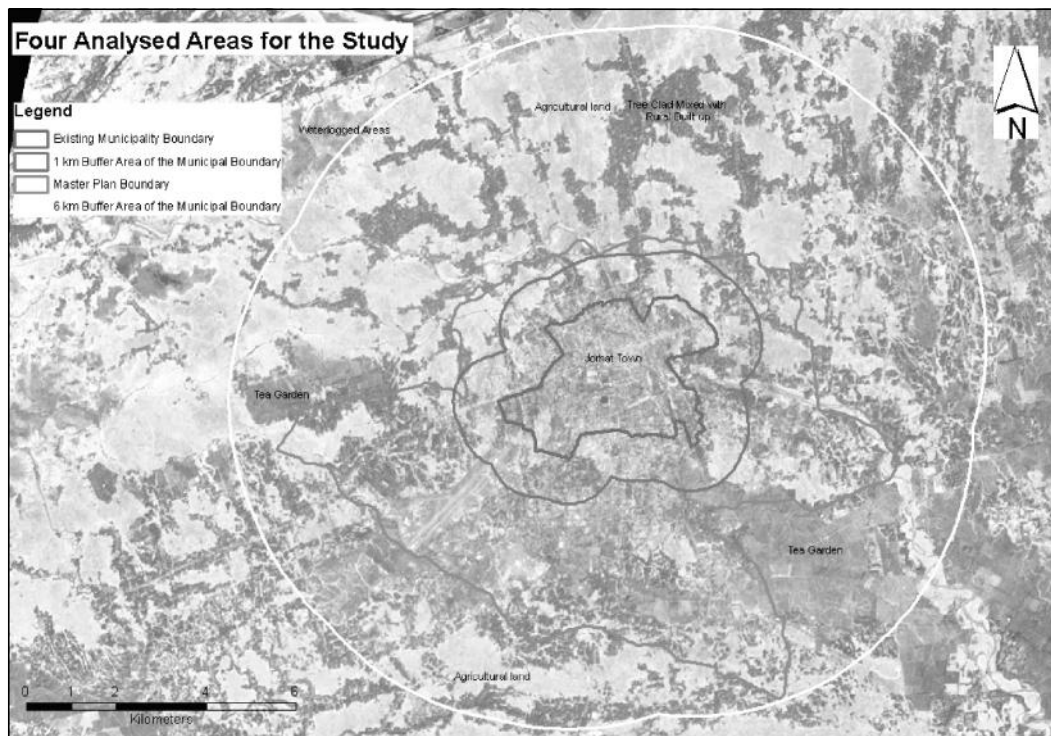 Four Analysed Areas for the Study
Legend
Existing Municipality Boundary
1 km Buffer Area of the Municipal Boundary
Master Plan Boundary
6 km Buffer Area of the Municipal Boundary
Waterlogged Areas
Agricultural land
Tree Clad Mixed with
Rural Built up
N
Jorhat Town
Tea Garden
Tea Garden
Agricultural land
0 1 2 4 6
Kilometers